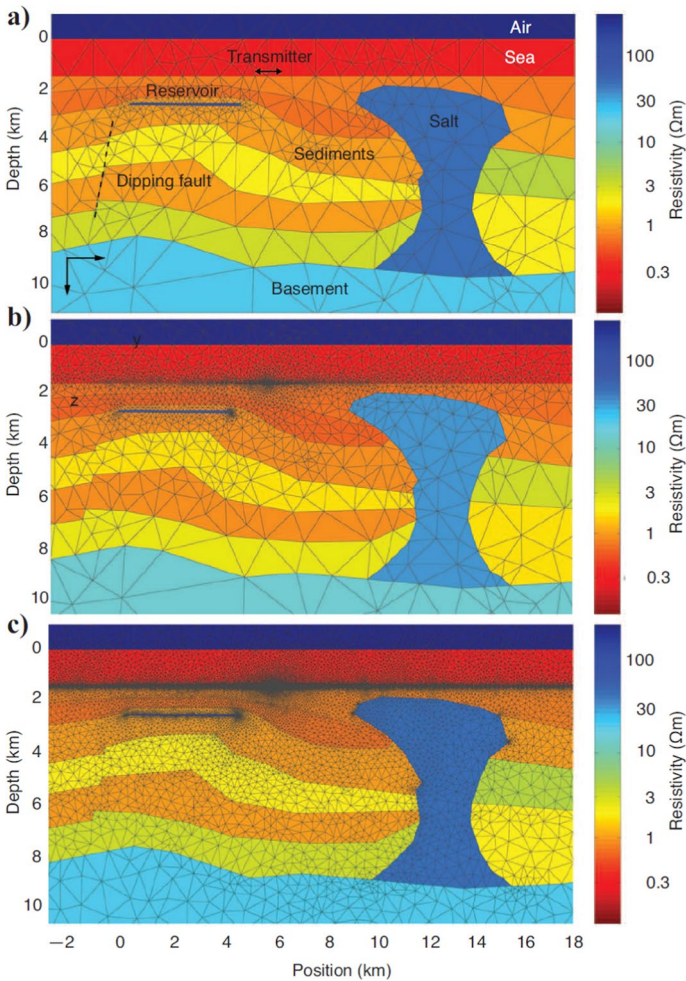 a)
0
2
4
6
8
10
Depth (km)
Air
Sea
Transmitter
Reservoir
Salt
Sediments
Dipping fault
Basement
100
30
10
3
1
0.3
Resistivity (Ωm)
b)
0
2
4
6
8
10
Depth (km)
y
z
100
30
10
3
1
0.3
Resistivity (Ωm)
c)
0
2
4
6
8
10
Depth (km)
100
30
10
3
1
0.3
Resistivity (Ωm)
−2 0 2 4 6 8 10 12 14 16 18
Position (km)